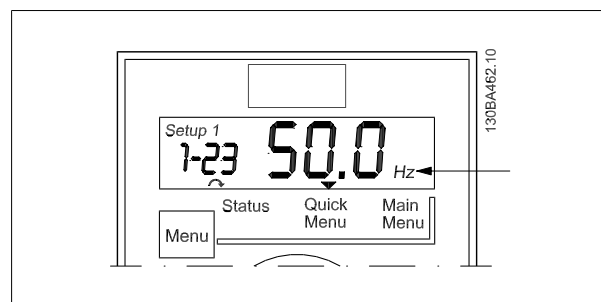 Setup 1
1-23
50.0
Hz
Status
Quick Menu
Main Menu
Menu
130BA462.10